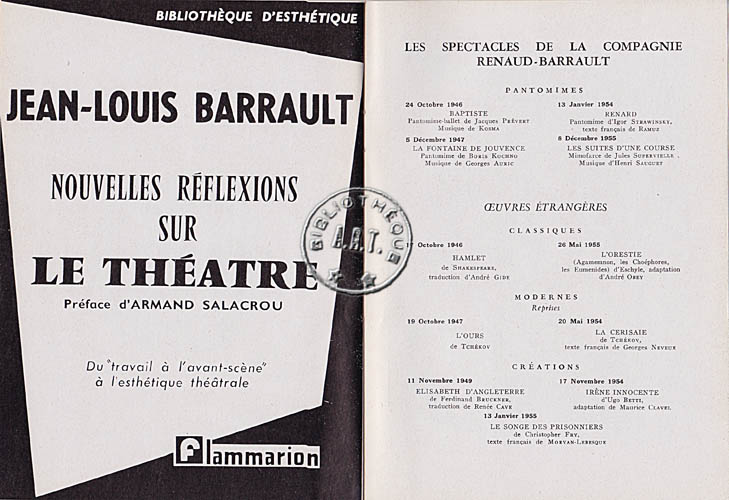 BIBLIOTHÈQUE D'ESTHÉTIQUE
JEAN-LOUIS BARRAULT
NOUVELLES RÉFLEXIONS
SUR
LE THÉATRE
Préface d'ARMAND SALACROU
Du "travail à l'avant-scène"
à l'esthétique théâtrale
Flammarion
BIBLIOTHÈQUE
A.R.T.
LES SPECTACLES DE LA COMPAGNIE
RENAUD-BARRAULT
PANTOMIMES
24 Octobre 1946
BAPTISTE
Pantomime-ballet de Jacques PRÉVERT
Musique de KOSMA
13 Janvier 1954
RENARD
Pantomime d'Igor STRAWINSKY,
texte français de RAMUZ
5 Décembre 1947
LA FONTAINE DE JOUVENCE
Pantomime de Boris KOCHNO
Musique de Georges AURIC
8 Décembre 1955
LES SUITES D'UNE COURSE
Mimofarce de Jules SUPERVIELLE
Musique d'Henri SAUGUET
ŒUVRES ÉTRANGÈRES
CLASSIQUES
Octobre 1946
HAMLET
de SHAKESPEARE,
traduction d'André GIDE
26 Mai 1955
L'ORESTIE
(Agamemnon, les Choéphores,
les Eumenides) d'Eschyle, adaptation
d'André OBEY
MODERNES
Reprises
19 Octobre 1947
L'OURS
de TCHÉKOV
20 Mai 1954
LA CERISAIE
de TCHÉKOV,
texte français de Georges NEVEUX
CRÉATIONS
11 Novembre 1949
ELISABETH D'ANGLETERRE
de Ferdinand BRUCKNER,
traduction de Renée CAVE
17 Novembre 1954
IRÈNE INNOCENTE
d'Ugo BETTI,
adaptation de Maurice CLAVEL
13 Janvier 1955
LE SONGE DES PRISONNIERS
de Christopher FRY,
texte français de MORVAN-LEBESQUE